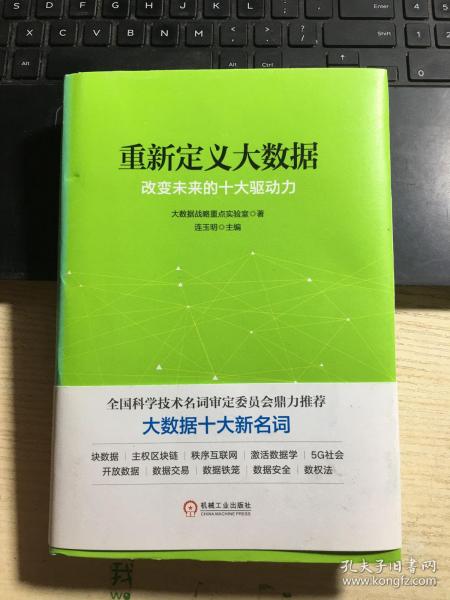 S D F G H J K L Enter
X C V B N M Shift
Alt Ctrl
重新定义大数据
改变未来的十大驱动力
大数据战略重点实验室◎著
连玉明◎主编
全国科学技术名词审定委员会鼎力推荐
大数据十大新名词
块数据 | 主权区块链 | 秩序互联网 | 激活数据学 | 5G社会
开放数据 | 数据交易 | 数据铁笼 | 数据安全 | 数权法
机械工业出版社
CHINA MACHINE PRESS
我
we
孔夫子旧书网
www.kongfz.com